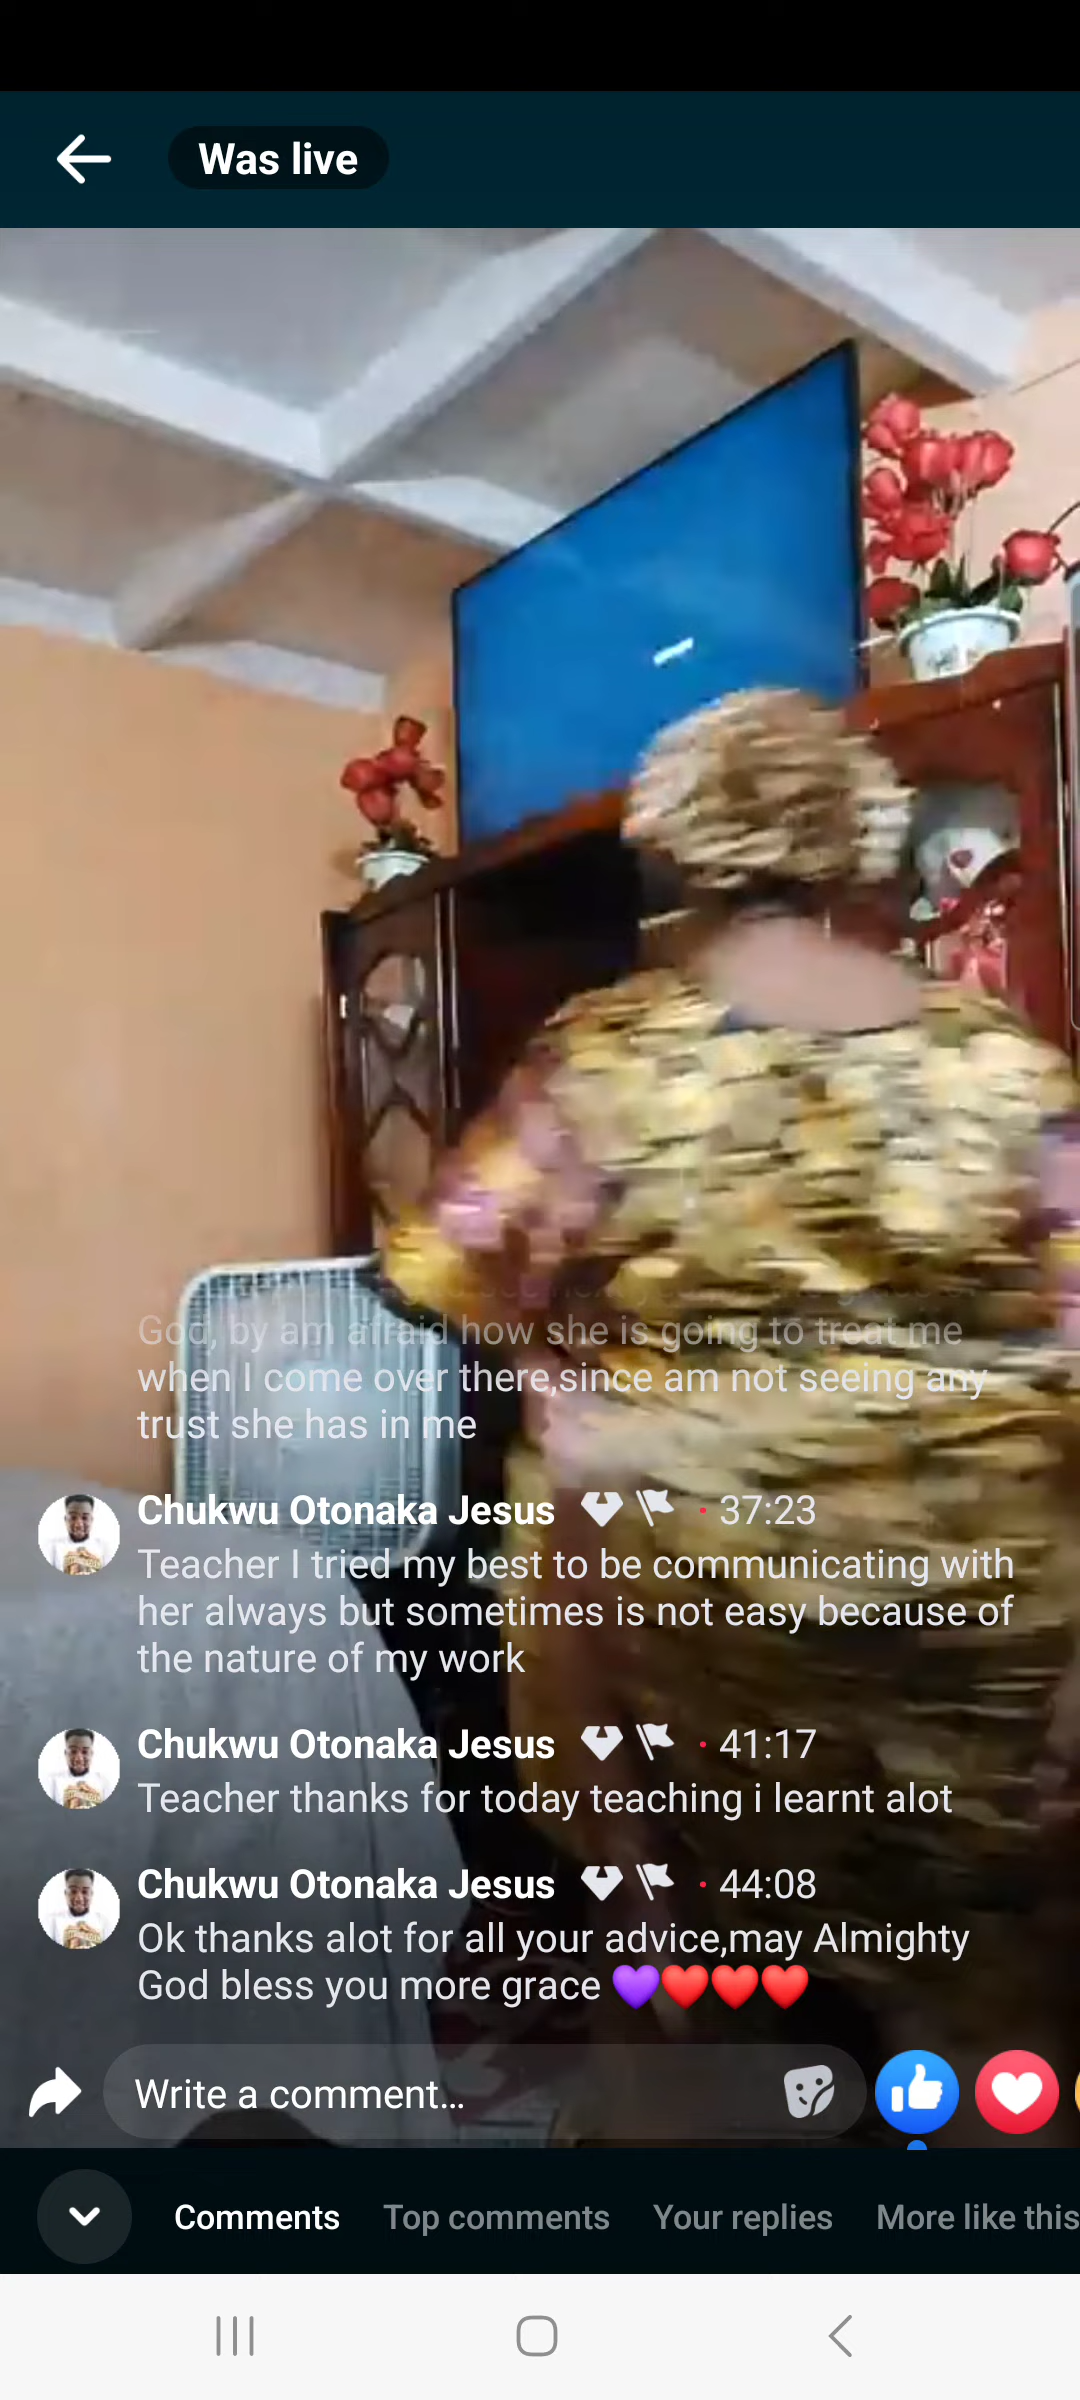 Was live
God, by am afraid how she is going to treat me
when I come over there,since am not seeing any
trust she has in me
Chukwu Otonaka Jesus · 37:23
Teacher I tried my best to be communicating with
her always but sometimes is not easy because of
the nature of my work
Chukwu Otonaka Jesus · 41:17
Teacher thanks for today teaching i learnt alot
Chukwu Otonaka Jesus · 44:08
Ok thanks alot for all your advice,may Almighty
God bless you more grace 💜❤️❤️❤️
Write a comment...
Comments Top comments Your replies More like this